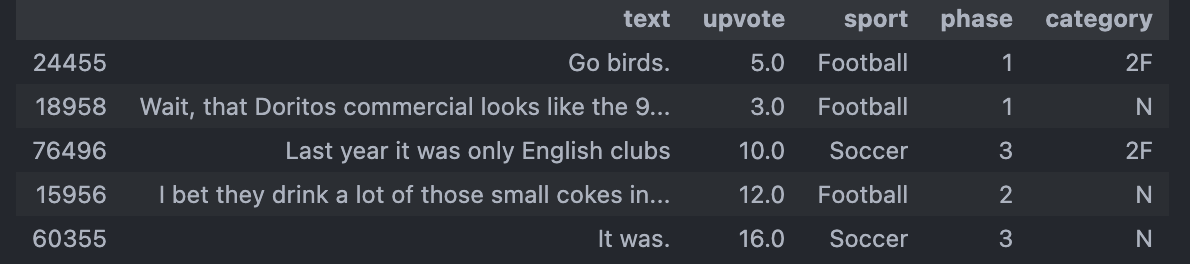 text upvote sport phase category
24455 Go birds. 5.0 Football 1 2F
18958 Wait, that Doritos commercial looks like the 9... 3.0 Football 1 N
76496 Last year it was only English clubs 10.0 Soccer 3 2F
15956 I bet they drink a lot of those small cokes in... 12.0 Football 2 N
60355 It was. 16.0 Soccer 3 N